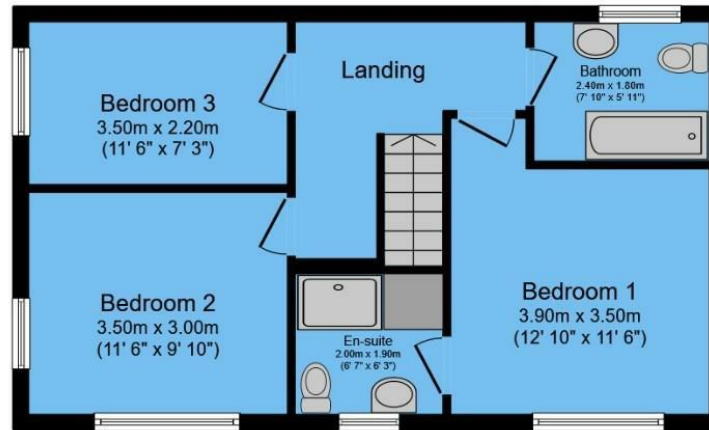 Bedroom 3
3.50m x 2.20m
(11' 6" x 7' 3")
Landing
Bathroom
2.40m x 1.80m
(7' 10" x 5' 11")
Bedroom 2
3.50m x 3.00m
(11' 6" x 9' 10")
En-suite
2.00m x 1.90m
(6' 7" x 6' 3")
Bedroom 1
3.90m x 3.50m
(12' 10" x 11' 6")